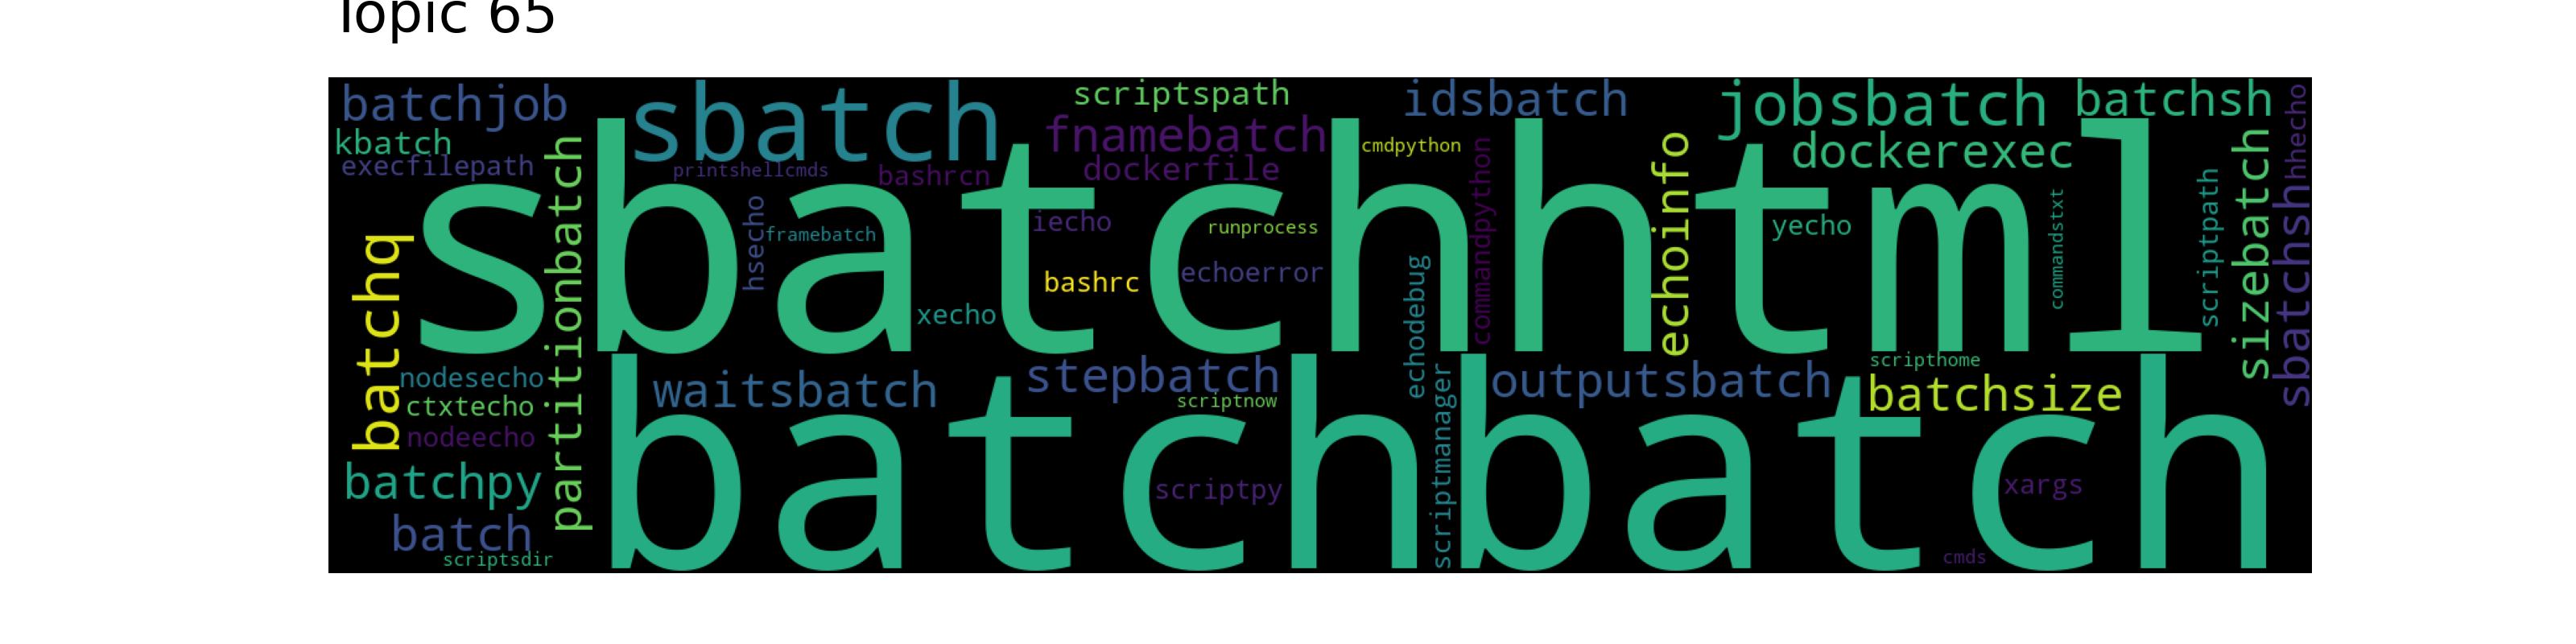 Topic 65
batchjob
sbatch
scriptspath
idsbatch
jobsbatch
batchsh
hhecho
kbatch
fnamebatch
cmdpython
dockerexec
execfilepath
printshellcmds
bashrcn
dockerfile
sbatchhtml
partitionbatch
hsecho
framebatch
iecho
runprocess
commandpython
echoinfo
yecho
commandstxt
scriptpath
sizebatch
sbatchshh
batchq
xecho
bashrc
echoerror
echodebug
nodesecho
waitsbatch
stepbatch
scriptnow
outputsbatch
scripthome
batchsize
ctxtecho
nodeecho
batchbatch
batchpy
scriptpy
scriptmanager
xargs
batch
scriptsdir
cmds